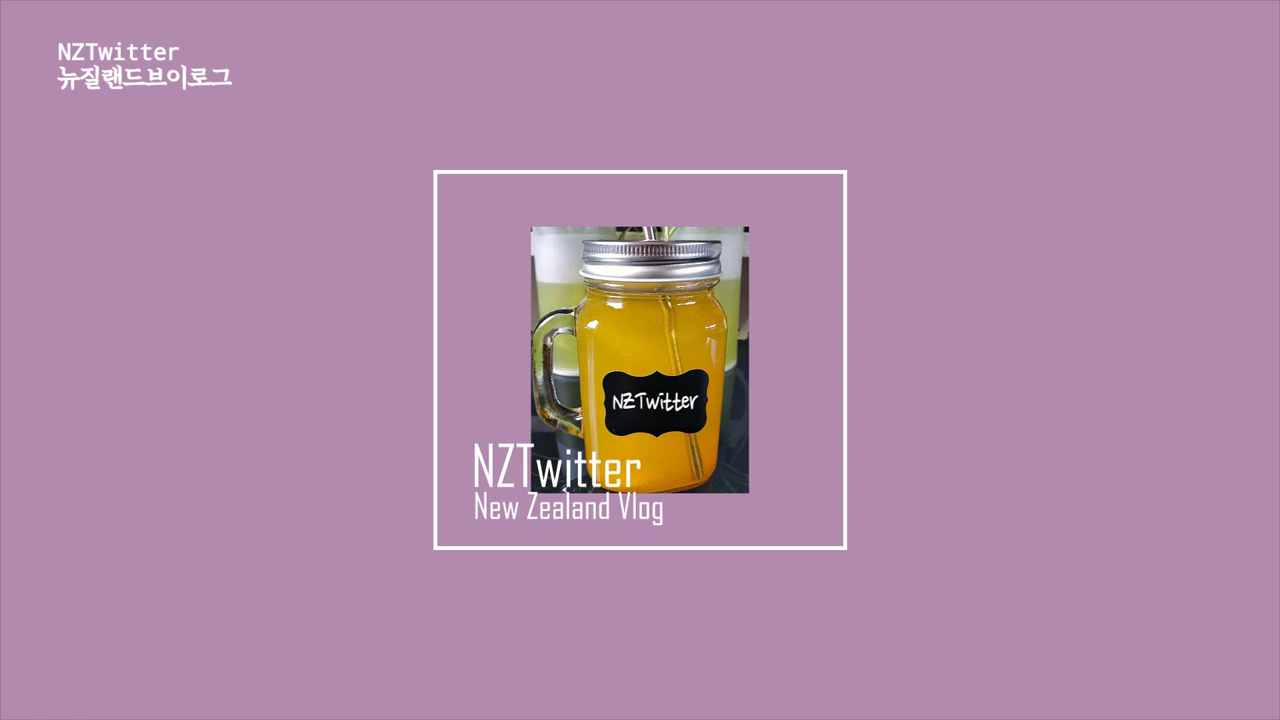 NZTwitter
뉴질랜드브이로그
NZTwitter
NZTwitter
New Zealand Vlog